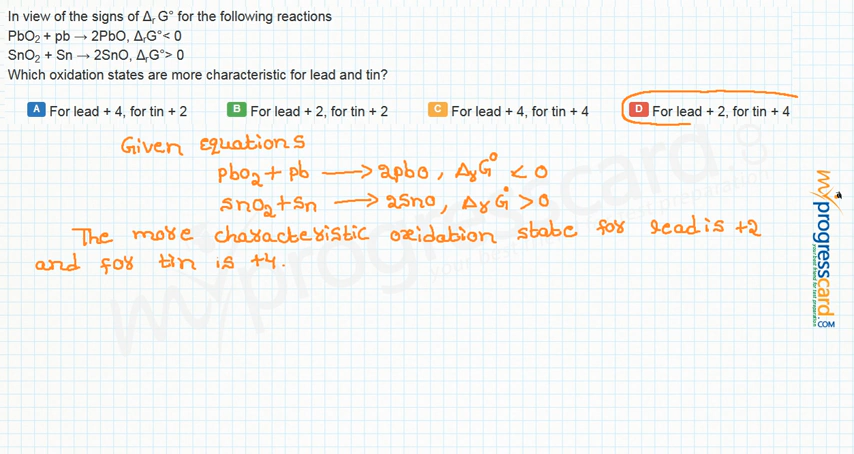 In view of the signs of ΔᵣG° for the following reactions
PbO₂ + pb → 2PbO, ΔᵣG°< 0
SnO₂ + Sn → 2SnO, ΔᵣG°> 0
Which oxidation states are more characteristic for lead and tin?
A For lead + 4, for tin + 2 B For lead + 2, for tin + 2 C For lead + 4, for tin + 4 D For lead + 2, for tin + 4
Given equations
pbo₂ + pb → 2pbo, ΔᵣG° < 0
sno₂ + sn → 2sno, ΔᵣG° > 0
The more characteristic oxidation state for lead is +2
and for tin is +4.
myprogresscard.COM